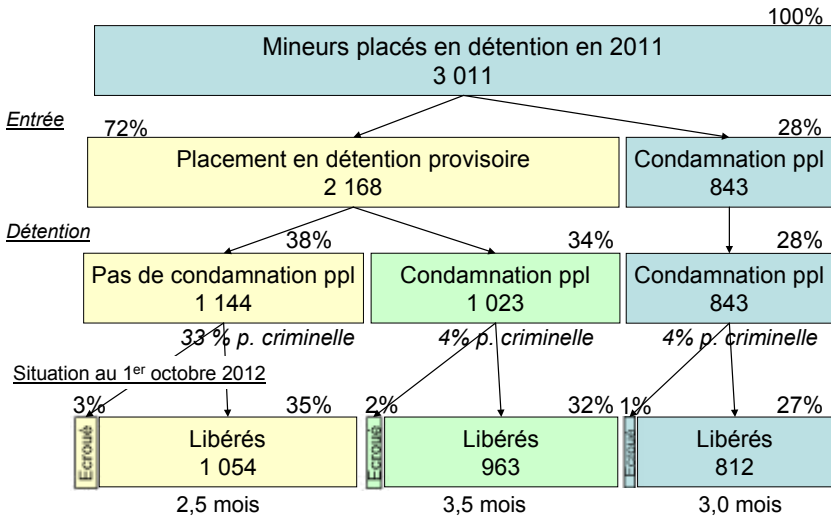 100%
Mineurs placés en détention en 2011
3 011
Entrée
72%
28%
Placement en détention provisoire
2 168
Condamnation ppl
843
Détention
38%
34%
28%
Pas de condamnation ppl
1 144
Condamnation ppl
1 023
Condamnation ppl
843
33 % p. criminelle
4% p. criminelle
4% p. criminelle
Situation au 1er octobre 2012
3%
35%
2%
32%
1%
27%
Ecroué
Libérés
1 054
Ecroué
Libérés
963
Ecroué
Libérés
812
2,5 mois
3,5 mois
3,0 mois